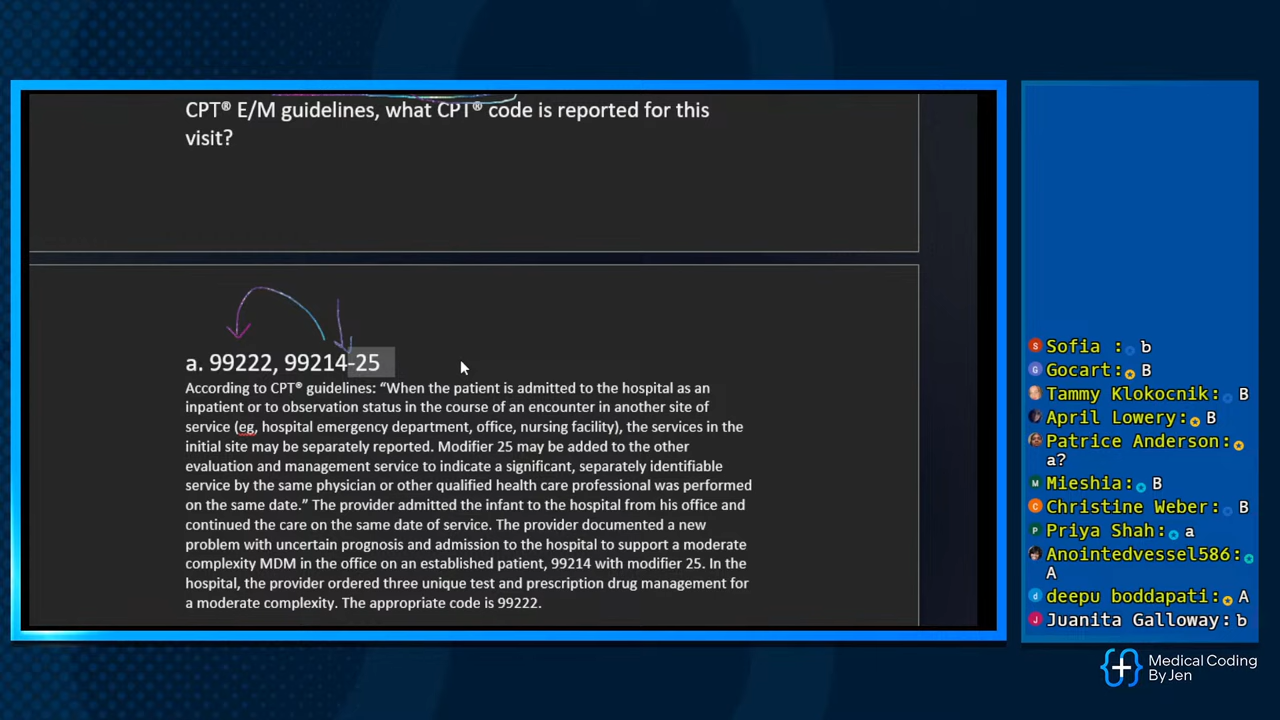 CPT® E/M guidelines, what CPT® code is reported for this
visit?
a. 99222, 99214-25
According to CPT® guidelines: “When the patient is admitted to the hospital as an
inpatient or to observation status in the course of an encounter in another site of
service (eg, hospital emergency department, office, nursing facility), the services in the
initial site may be separately reported. Modifier 25 may be added to the other
evaluation and management service to indicate a significant, separately identifiable
service by the same physician or other qualified health care professional was performed
on the same date.” The provider admitted the infant to the hospital from his office and
continued the care on the same date of service. The provider documented a new
problem with uncertain prognosis and admission to the hospital to support a moderate
complexity MDM in the office on an established patient, 99214 with modifier 25. In the
hospital, the provider ordered three unique test and prescription drug management for
a moderate complexity. The appropriate code is 99222.
S Sofia : b
G Gocart: B
Tammy Klokocnik: B
April Lowery: B
Patrice Anderson:
a?
M Mieshia: B
C Christine Weber: B
P Priya Shah: a
Anointedvessel586:
A
d deepu boddapati: A
J Juanita Galloway: b
Medical Coding
By Jen